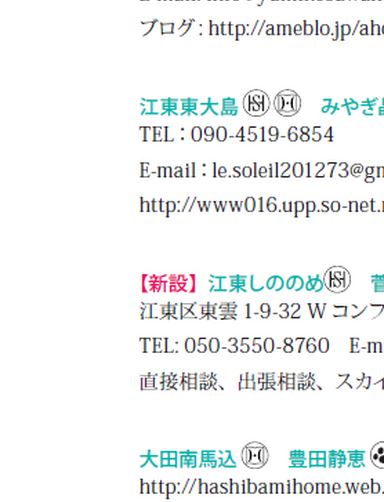 ブログ : http://ameblo.jp/ah
江東東大島 みやぎ
TEL : 090-4519-6854
E-mail : le.soleil201273@g
http://www016.upp.so-net.
【新設】 江東しののめ 菅
江東区東雲 1-9-32 W コンフ
TEL: 050-3550-8760 E-m
直接相談、出張相談、スカイ
大田南馬込 豊田静恵
http://hashibamihome.web.